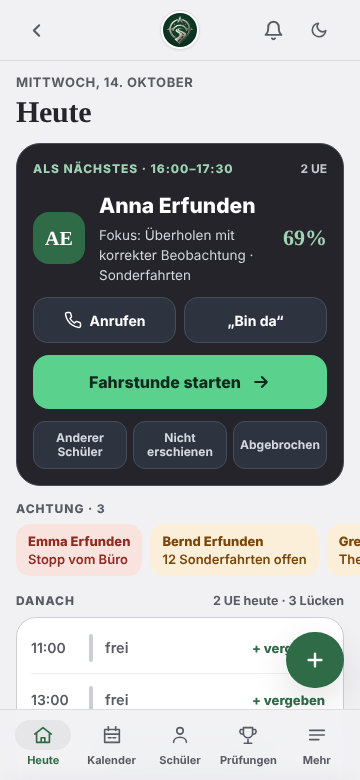 MITTWOCH, 14. OKTOBER
Heute
ALS NÄCHSTES · 16:00–17:30 2 UE
AE
Anna Erfunden
Fokus: Überholen mit
korrekter Beobachtung ·
Sonderfahrten
69%
Anrufen
„Bin da“
Fahrstunde starten →
Anderer
Schüler
Nicht
erschienen
Abgebrochen
ACHTUNG · 3
Emma Erfunden
Stopp vom Büro
Bernd Erfunden
12 Sonderfahrten offen
DANACH 2 UE heute · 3 Lücken
11:00 frei
13:00 frei + vergeben
+
Heute
Kalender
Schüler
Prüfungen
Mehr